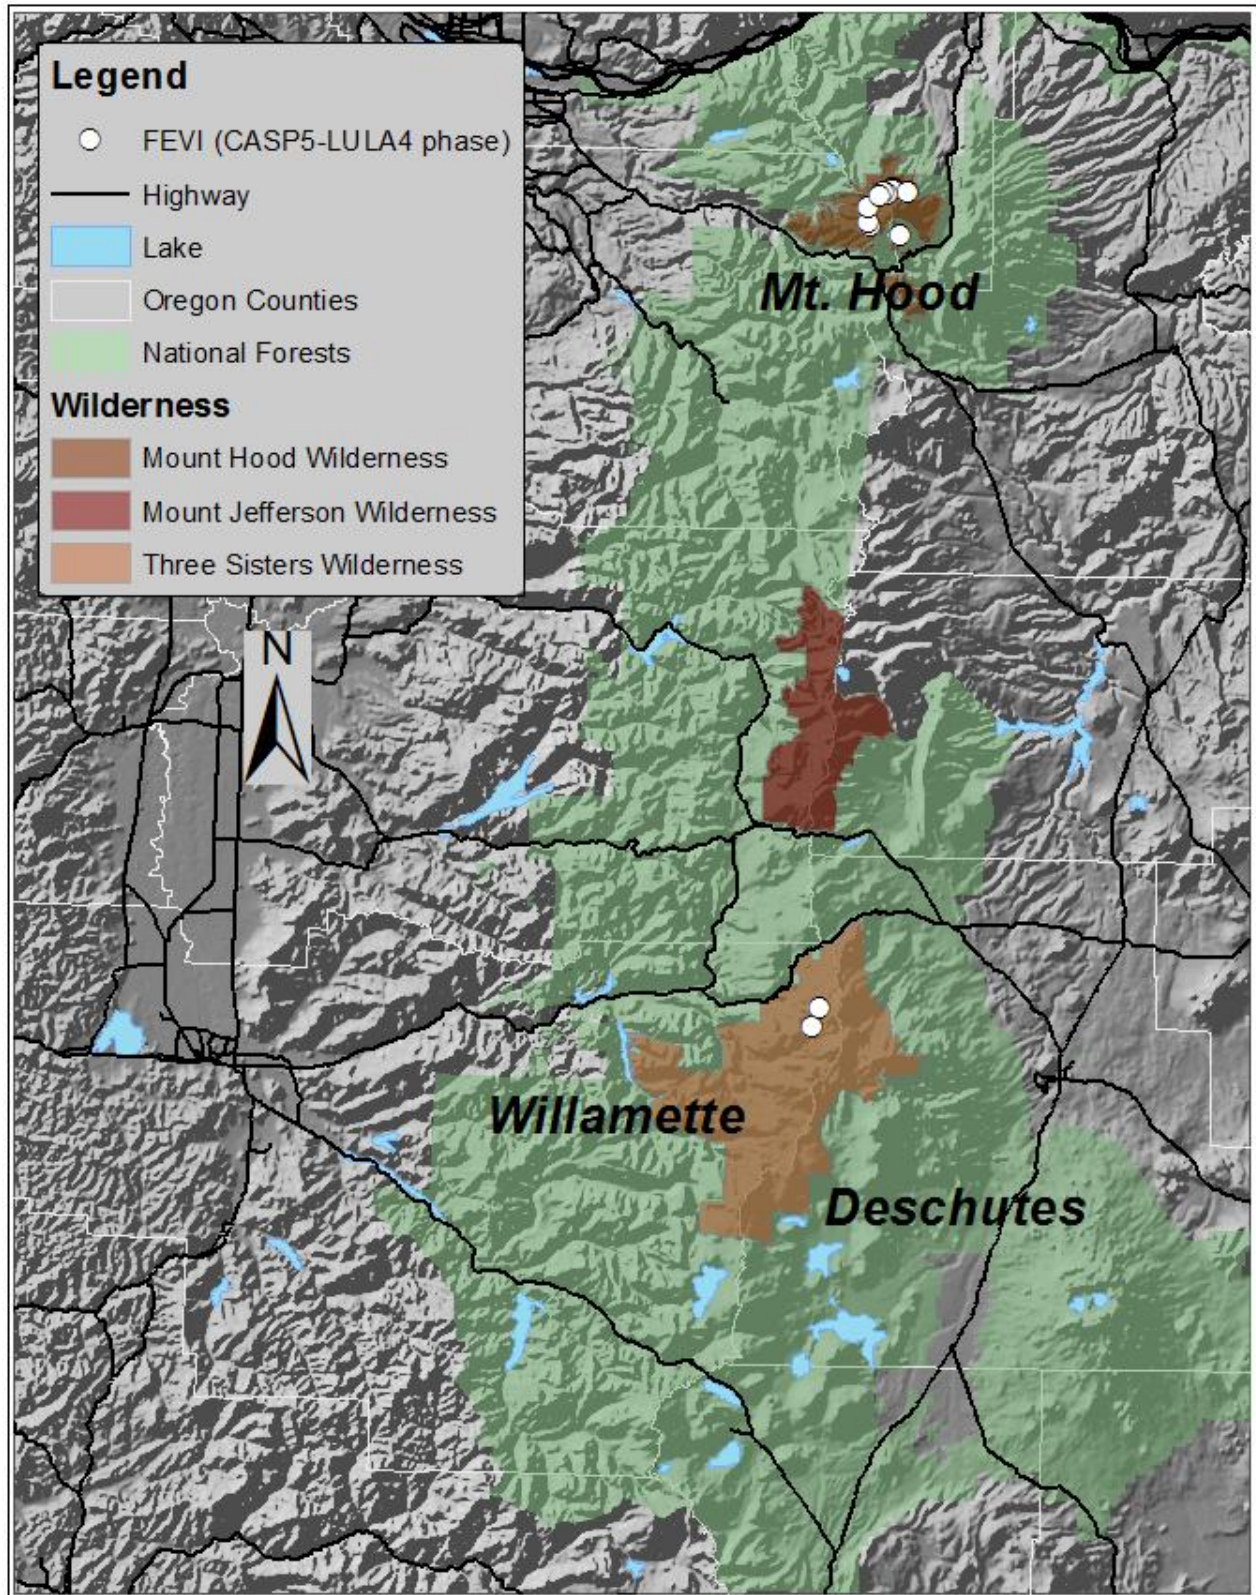 Legend
FEVI (CASP5-LULA4 phase)
Highway
Lake
Oregon Counties
National Forests
Wilderness
Mount Hood Wilderness
Mount Jefferson Wilderness
Three Sisters Wilderness
N
Mt. Hood
Willamette
Deschutes